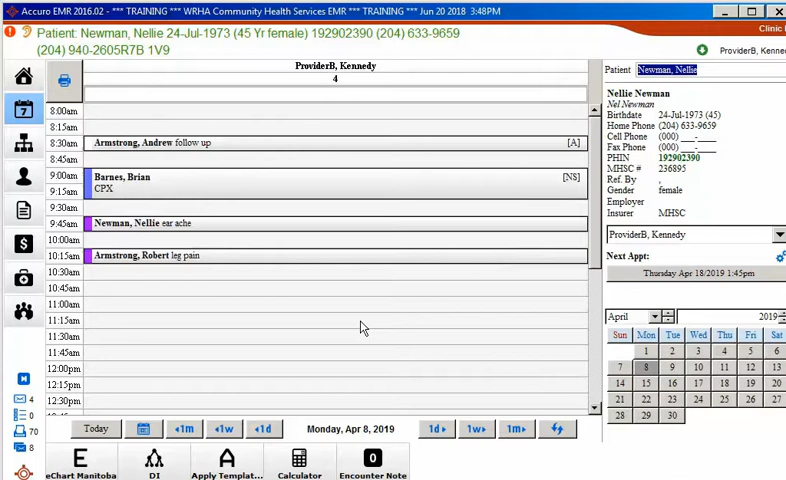 Accuro EMR 2016.02 - *** TRAINING *** WRHA Community Health Services EMR *** TRAINING *** Jun 20 2018 3:48PM
Patient: Newman, Nellie 24-Jul-1973 (45 Yr female) 192902390 (204) 633-9659
(204) 940-2605R7B 1V9
Clinic
ProviderB, Kenne
ProviderB, Kennedy
4
8:00am
8:15am
8:30am Armstrong, Andrew follow up [A]
8:45am
9:00am Barnes, Brian [NS]
9:15am CPX
9:30am
9:45am Newman, Nellie ear ache
10:00am
10:15am Armstrong, Robert leg pain
10:30am
10:45am
11:00am
11:15am
11:30am
11:45am
12:00pm
12:15pm
12:30pm
7
$
4
0
70
8
Today
1m
1w
1d
Monday, Apr 8, 2019
1d
1w
1m
E
eChart Manitoba
DI
A
Apply Templat...
Calculator
0
Encounter Note
Patient Newman, Nellie
Nellie Newman
Nel Newman
Birthdate 24-Jul-1973 (45)
Home Phone (204) 633-9659
Cell Phone (000) ___-____
Fax Phone (000) ___-____
PHIN 192902390
MHSC # 236895
Ref. By ,
Gender female
Employer
Insurer MHSC
ProviderB, Kennedy
Next Appt:
Thursday Apr 18/2019 1:45pm
April 2019
Sun Mon Tue Wed Thu Fri Sat
1 2 3 4 5 6
7 8 9 10 11 12 13
14 15 16 17 18 19 20
21 22 23 24 25 26 27
28 29 30